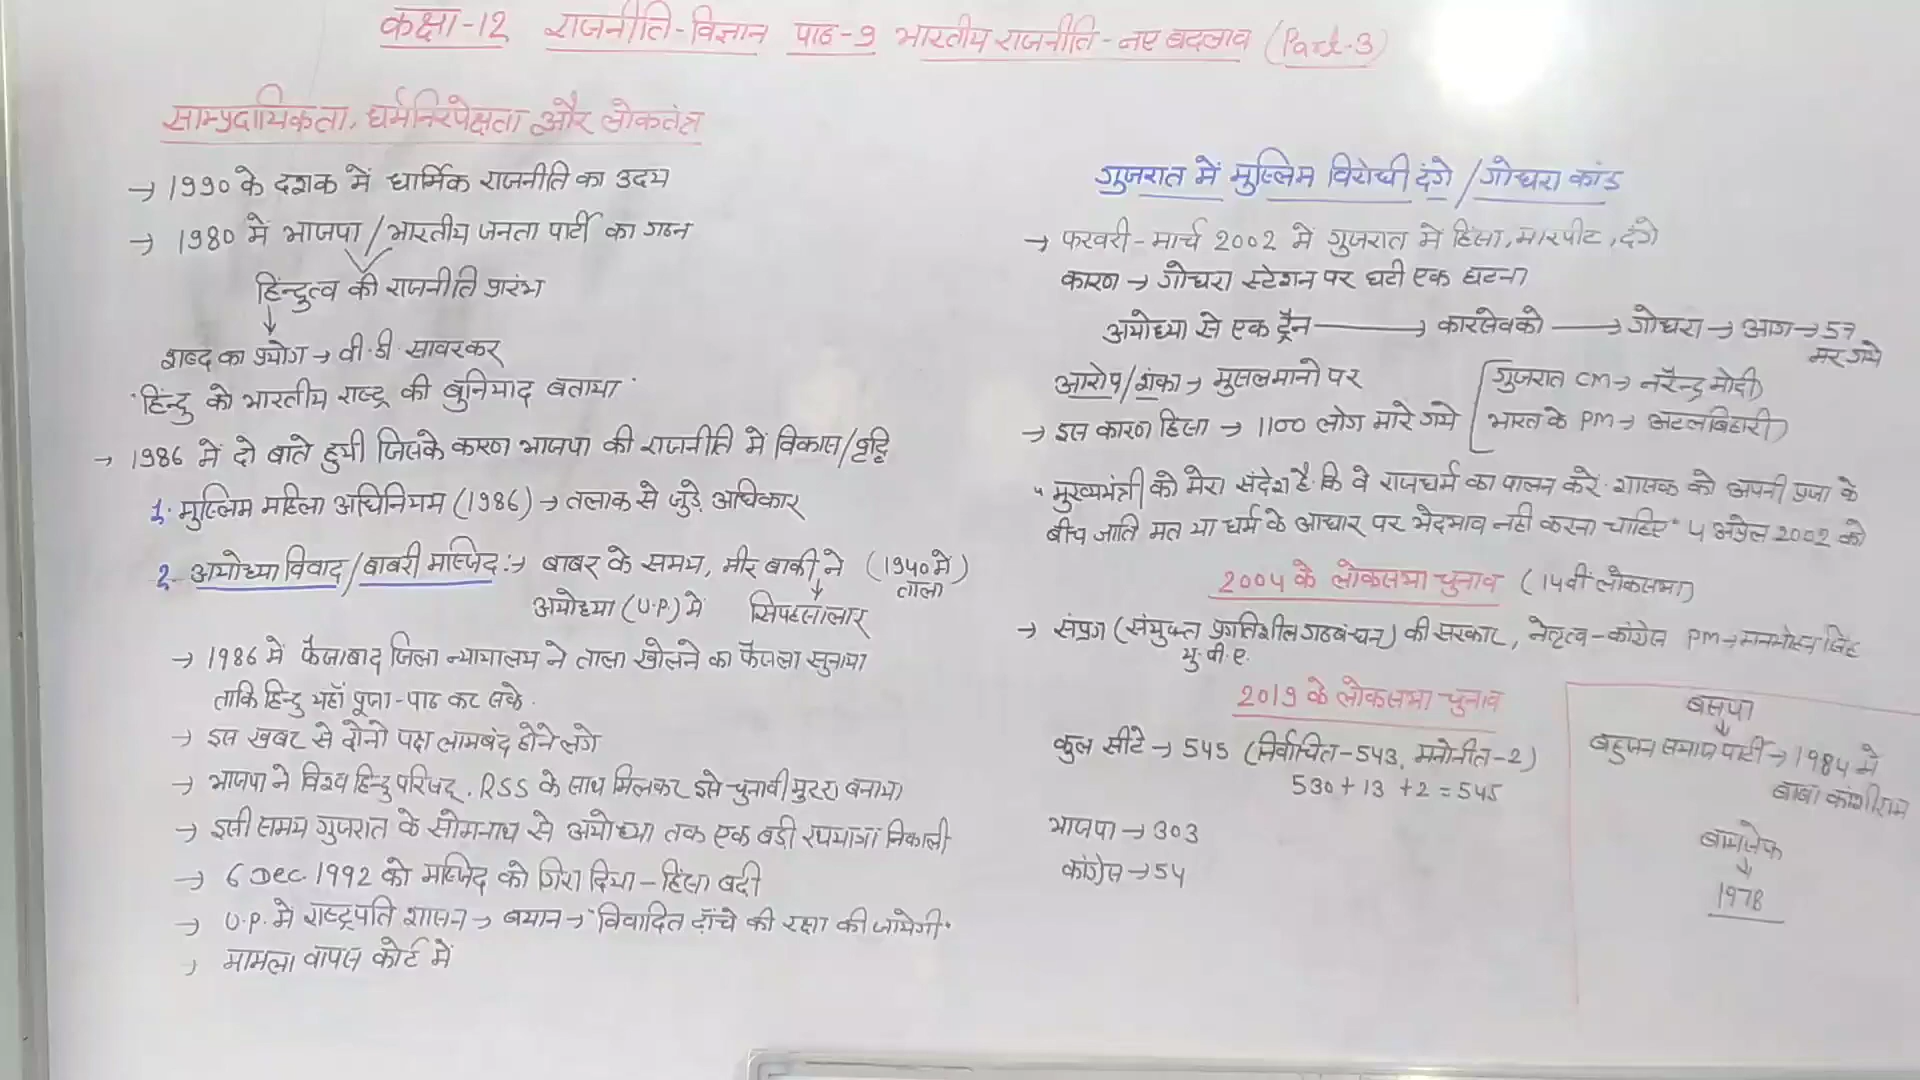 कक्षा-12 राजनीति-विज्ञान पाठ-9 भारतीय राजनीति-नए बदलाव (Part-3)
साम्प्रदायिकता, धर्मनिरपेक्षता और लोकतंत्र
→ 1990 के दशक में धार्मिक राजनीति का उदय
→ 1980 में भाजपा/भारतीय जनता पार्टी का गठन
हिन्दुत्व की राजनीति प्रारंभ
↓
शब्द का प्रयोग → वी.डी. सावरकर
"हिन्दु को भारतीय राष्ट्र की बुनियाद बताया"
→ 1986 में दो बाते हुयी जिसके कारण भाजपा की राजनीति में विकास/वृद्धि
1. मुस्लिम महिला अधिनियम (1986) → तलाक से जुड़े अधिकार
2. अयोध्या विवाद/बाबरी मस्जिद :→ बाबर के समय, मीर बाकी ने (1940 में)
ताला
अयोध्या (U.P.) में सिपहसालार
→ 1986 में फैजाबाद जिला न्यायालय ने ताला खोलने का फैसला सुनाया
ताकि हिन्दु यहाँ पूजा-पाठ कर सके.
→ इस खबर से दोनो पक्ष लामबंद होने लगे
→ भाजपा ने विश्व हिन्दु परिषद, RSS के साथ मिलकर इसे चुनावी मुद्दा बनाया
→ इसी समय गुजरात के सोमनाथ से अयोध्या तक एक बड़ी रथयात्रा निकाली
→ 6 Dec 1992 को मस्जिद को गिरा दिया - हिंसा बढी
→ U.P. में राष्ट्रपति शासन → बयान → "विवादित ढाँचे की रक्षा की जायेगी"
→ मामला वापस कोर्ट में
गुजरात में मुस्लिम विरोधी दंगे/गोधरा कांड
→ फरवरी-मार्च 2002 में गुजरात में हिंसा, मारपीट, दंगे
कारण → गोधरा स्टेशन पर घटी एक घटना
अयोध्या से एक ट्रैन → कारसेवको → गोधरा → आग → 57
मर गये
आरोप/शंका → मुसलमानो पर
गुजरात CM → नरेन्द्र मोदी)
→ इस कारण हिंसा → 1100 लोग मारे गये
भारत के PM → अटलबिहारी)
"मुख्यमंत्री को मेरा संदेश है कि वे राजधर्म का पालन करें. शासक को अपनी प्रजा के
बीच जाति मत या धर्म के आधार पर भेदभाव नही करना चाहिए" 4 अप्रेल 2002 को
2004 के लोकसभा चुनाव (14वीं लोकसभा)
→ संप्रग (संयुक्त प्रगतिशील गठबंधन) की सरकार, नेतृत्व - कांग्रेस PM → मनमोहन सिंह
यु.पी.ए.
2019 के लोकसभा चुनाव
कुल सीटे → 545 (निर्वाचित-543, मनोनीत-2)
530+13+2=545
भाजपा → 303
कांग्रेस → 54
बसपा
↓
बहुजन समाज पार्टी → 1984 मे
बाबा कांशीराम
बामसेफ
↓
1978